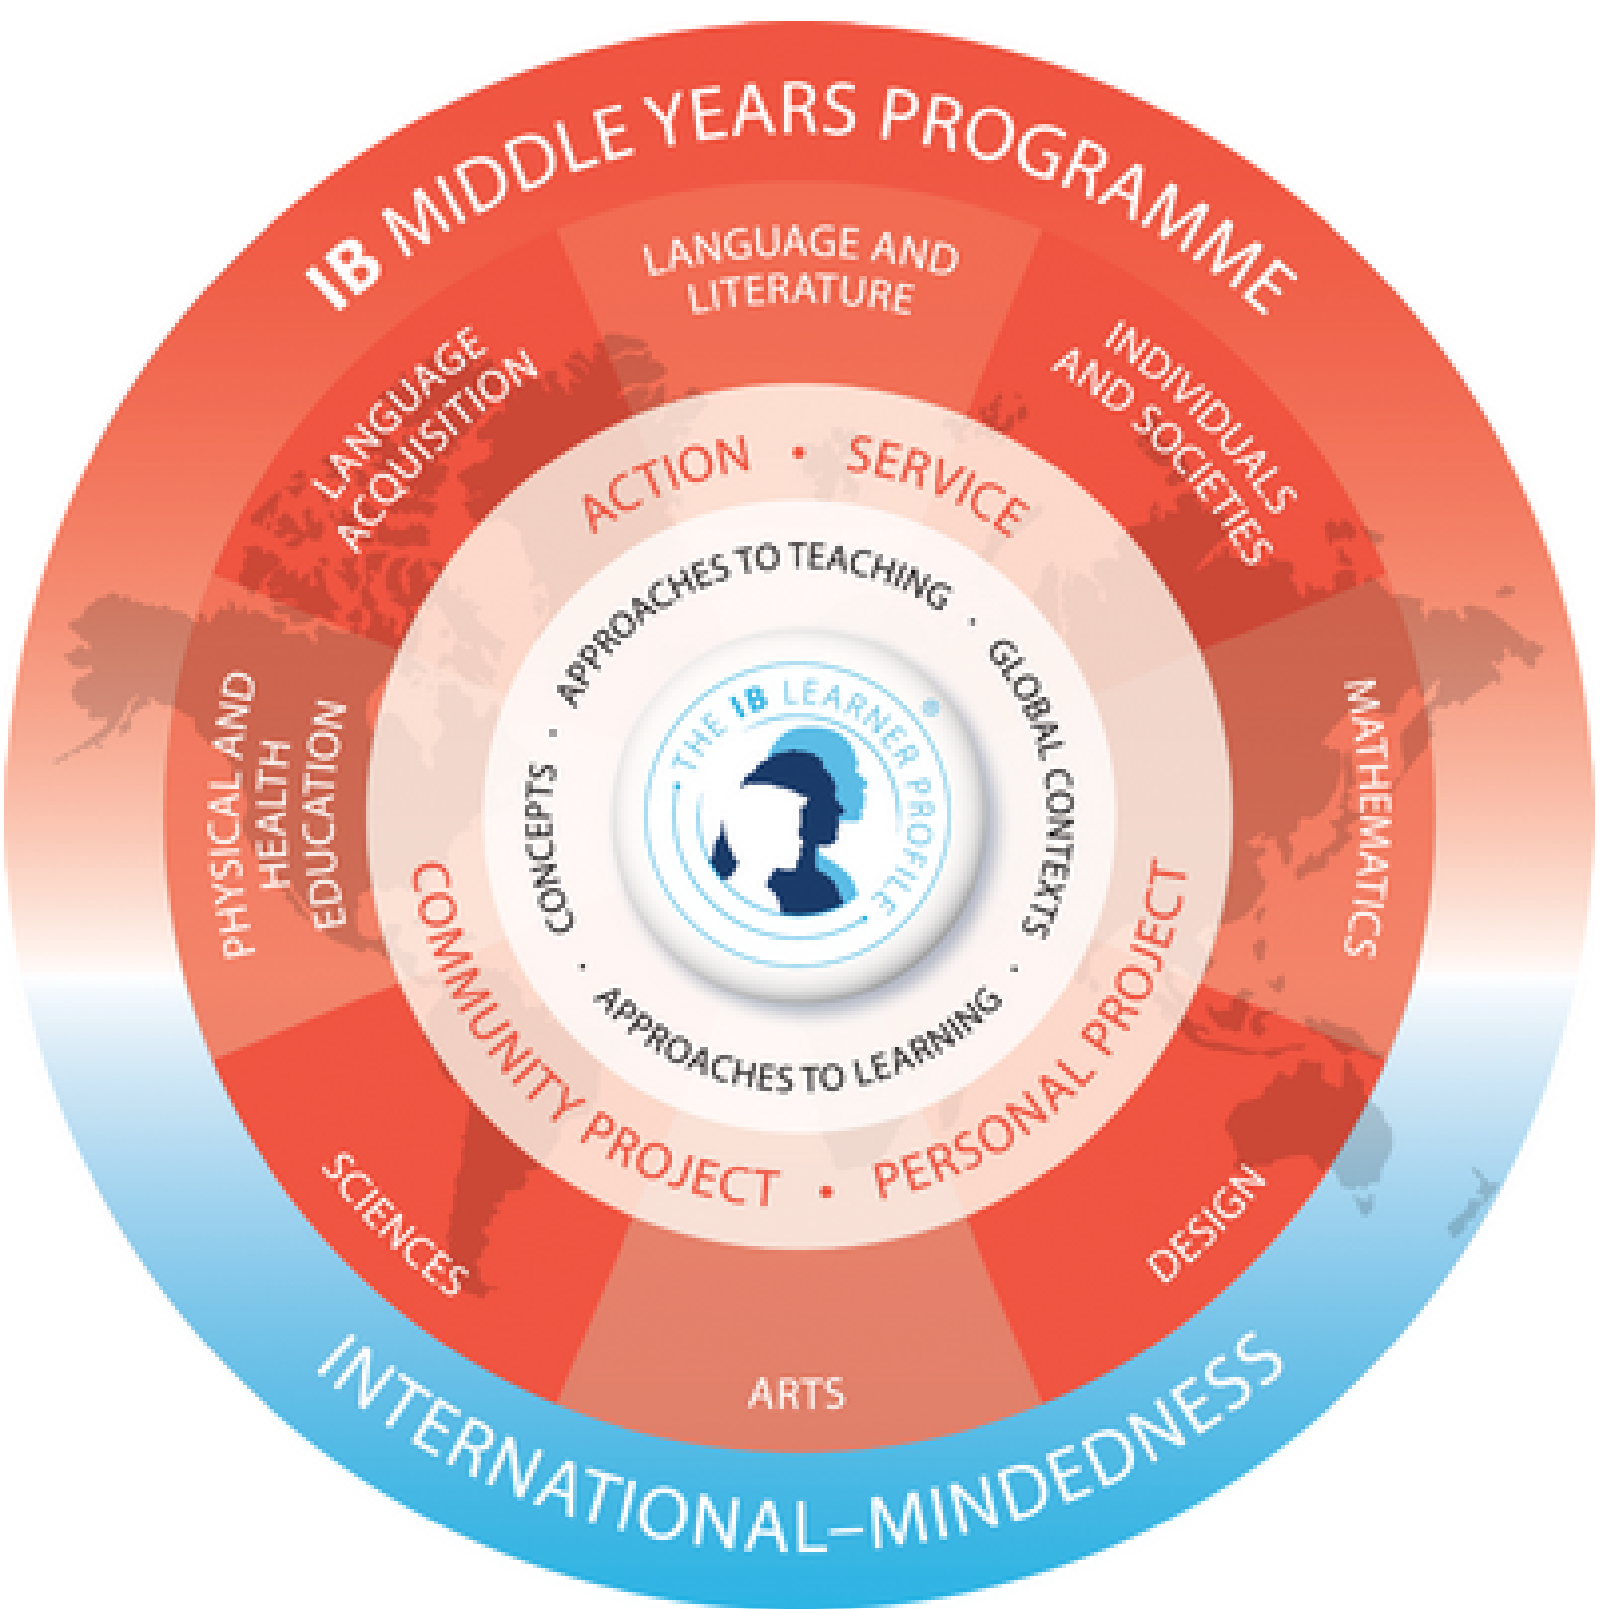 IB MIDDLE YEARS PROGRAMME
LANGUAGE AND
LITERATURE
INDIVIDUALS
AND SOCIETIES
MATHEMATICS
DESIGN
ARTS
SCIENCES
PHYSICAL AND
HEALTH
EDUCATION
LANGUAGE
ACQUISITION
ACTION • SERVICE
COMMUNITY PROJECT • PERSONAL PROJECT
APPROACHES TO TEACHING · GLOBAL CONTEXTS ·
APPROACHES TO LEARNING ·
CONCEPTS ·
• THE IB LEARNER PROFILE • ®
INTERNATIONAL–MINDEDNESS